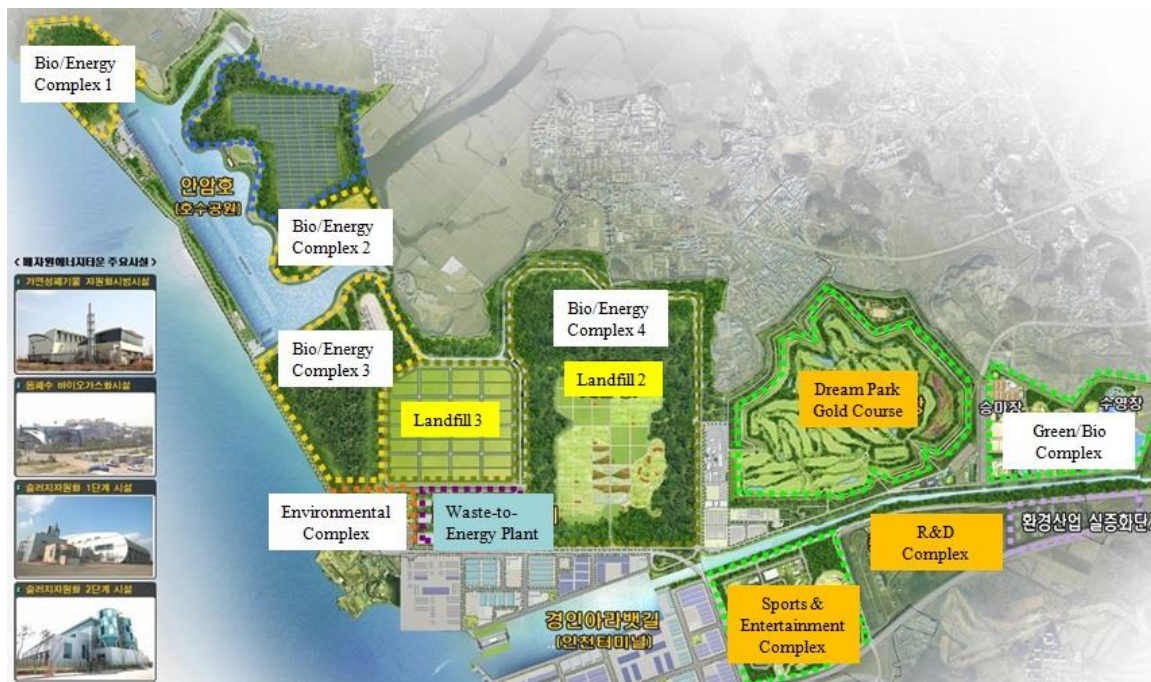 Bio/Energy
Complex 1
안암호
(호수공원)
Bio/Energy
Complex 2
< 폐자원에너지타운 주요시설 >
가연성폐기물 자원화시범시설
음폐수 바이오가스화시설
슬러지자원화 1단계 시설
슬러지자원화 2단계 시설
Bio/Energy
Complex 3
Bio/Energy
Complex 4
Landfill 2
Landfill 3
Dream Park
Gold Course
승마장
수영장
Green/Bio
Complex
Environmental
Complex
Waste-to-
Energy Plant
R&D
Complex
환경산업 실증화단
경인아라뱃길
(인천터미널)
Sports &
Entertainment
Complex